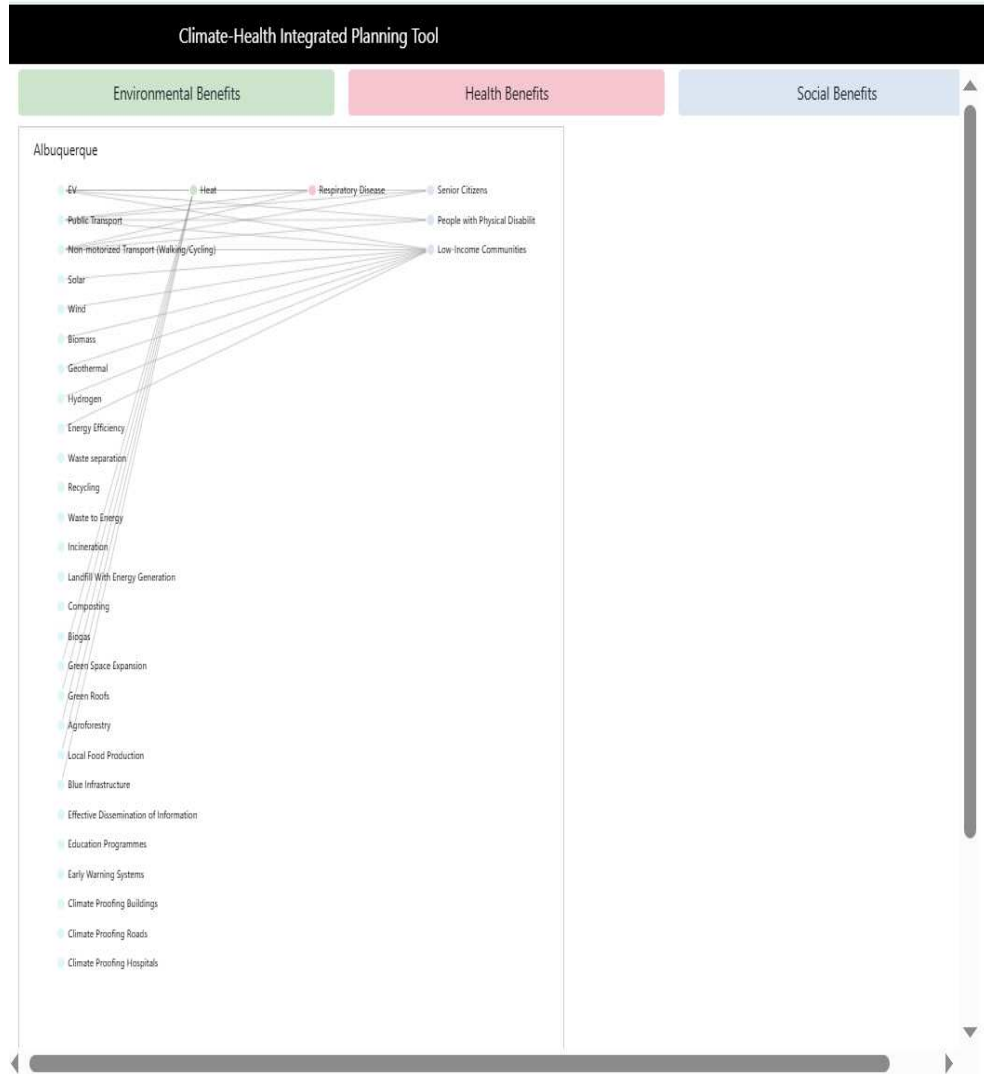 Climate-Health Integrated Planning Tool
Environmental Benefits
Health Benefits
Social Benefits
Albuquerque
EV
Heat
Respiratory Disease
Senior Citizens
Public Transport
People with Physical Disabilit
Non-motorized Transport (Walking/Cycling)
Low-Income Communities
Solar
Wind
Biomass
Geothermal
Hydrogen
Energy Efficiency
Waste separation
Recycling
Waste to Energy
Incineration
Landfill With Energy Generation
Composting
Biogas
Green Space Expansion
Green Roofs
Agroforestry
Local Food Production
Blue Infrastructure
Effective Dissemination of Information
Education Programmes
Early Warning Systems
Climate Proofing Buildings
Climate Proofing Roads
Climate Proofing Hospitals